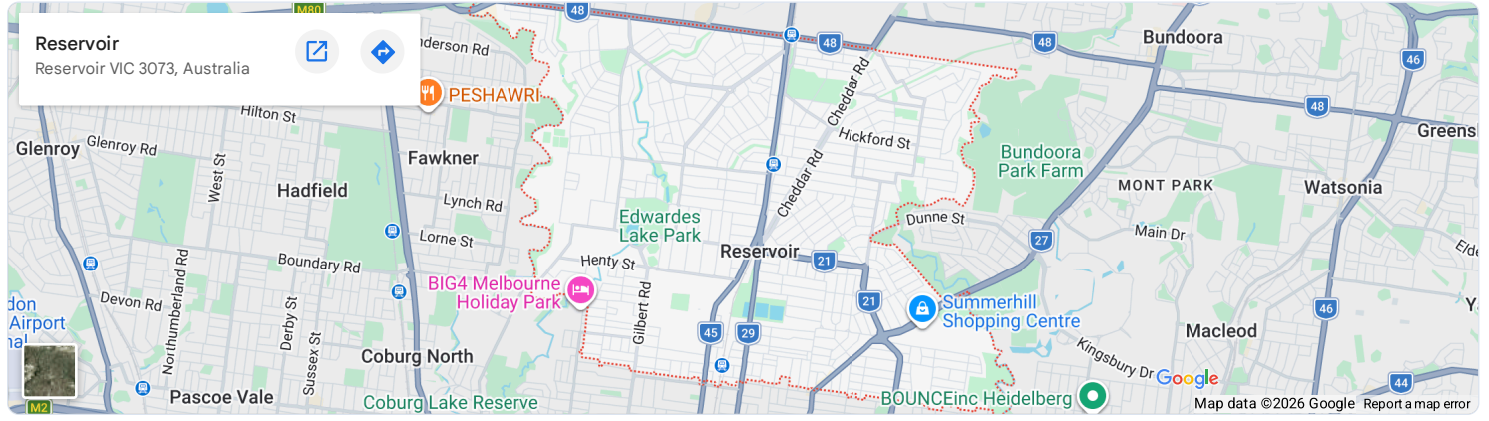 M80
48
Reservoir
Reservoir VIC 3073, Australia
nderson Rd
48
48
Bundoora
46
PESHAWRI
Cheddar Rd
48
Hilton St
Glenroy
Glenroy Rd
Fawkner
Hickford St
Greens
Bundoora
Park Farm
West St
Hadfield
Cheddar Rd
MONT PARK
Watsonia
Lynch Rd
Edwardes
Lake Park
Dunne St
Lorne St
27
Main Dr
Elde
Reservoir
21
Boundary Rd
Henty St
BIG4 Melbourne
Holiday Park
Northumberland Rd
Devon Rd
Derby St
Gilbert Rd
21
Summerhill
Shopping Centre
46
Y
don
Airport
nal
45
29
Macleod
Sussex St
Coburg North
Kingsbury Dr
Google
44
Pascoe Vale
Coburg Lake Reserve
BOUNCEinc Heidelberg
M2
Map data ©2026 Google
Report a map error